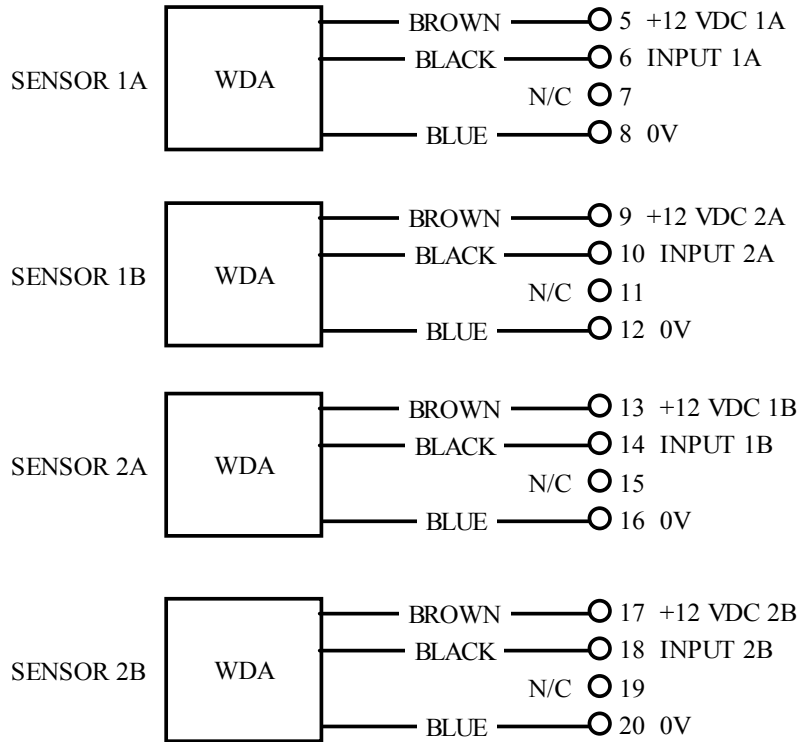 BROWN 5 +12 VDC 1A
SENSOR 1A WDA BLACK 6 INPUT 1A
N/C 7
BLUE 8 0V
BROWN 9 +12 VDC 2A
SENSOR 1B WDA BLACK 10 INPUT 2A
N/C 11
BLUE 12 0V
BROWN 13 +12 VDC 1B
SENSOR 2A WDA BLACK 14 INPUT 1B
N/C 15
BLUE 16 0V
BROWN 17 +12 VDC 2B
SENSOR 2B WDA BLACK 18 INPUT 2B
N/C 19
BLUE 20 0V